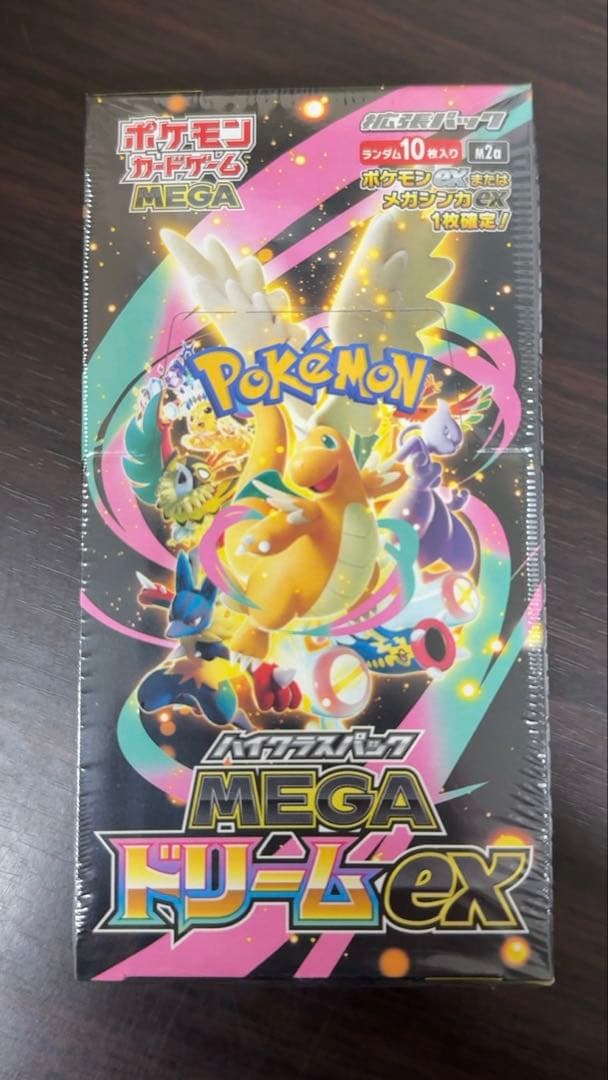 ポケモン
カードゲーム
MEGA
拡張パック
ランダム10枚入り M2a
ポケモンexまたは
メガシンカex
1枚確定！
POKéMON
ハイクラスパック
MEGA
ドリームex